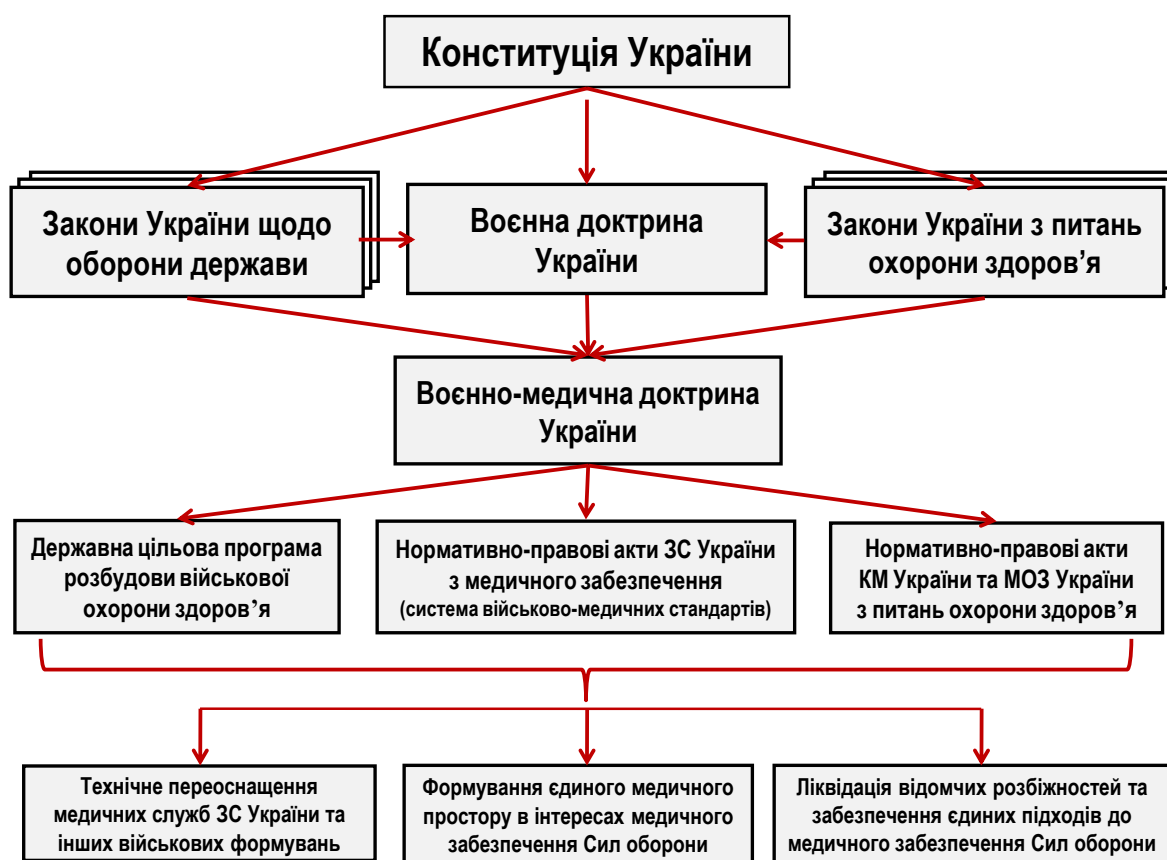 Конституція України
Закони України щодо
оборони держави
Воєнна доктрина
України
Закони України з питань
охорони здоров’я
Воєнно-медична доктрина
України
Державна цільова програма
розбудови військової
охорони здоров’я
Нормативно-правові акти ЗС України
з медичного забезпечення
(система військово-медичних стандартів)
Нормативно-правові акти
КМ України та МОЗ України
з питань охорони здоров’я
Технічне переоснащення
медичних служб ЗС України та
інших військових формувань
Формування єдиного медичного
простору в інтересах медичного
забезпечення Сил оборони
Ліквідація відомчих розбіжностей та
забезпечення єдиних підходів до
медичного забезпечення Сил оборони